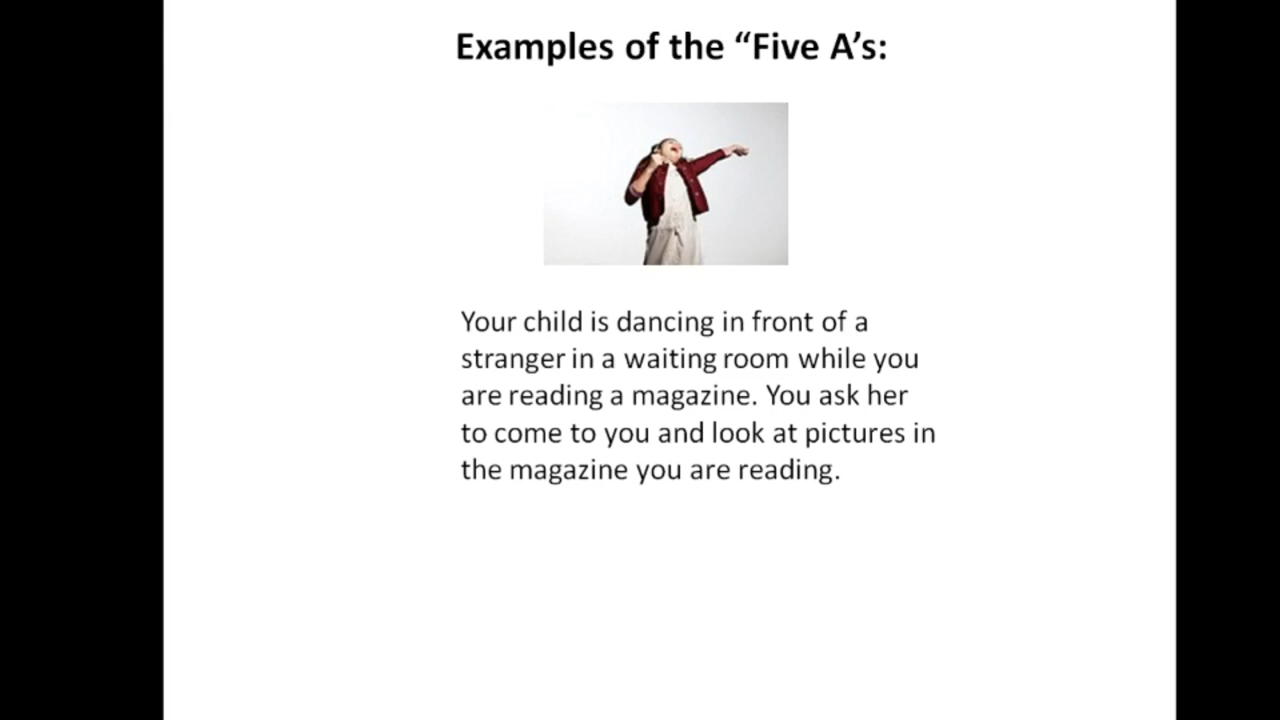 Examples of the “Five A’s:
Your child is dancing in front of a
stranger in a waiting room while you
are reading a magazine. You ask her
to come to you and look at pictures in
the magazine you are reading.